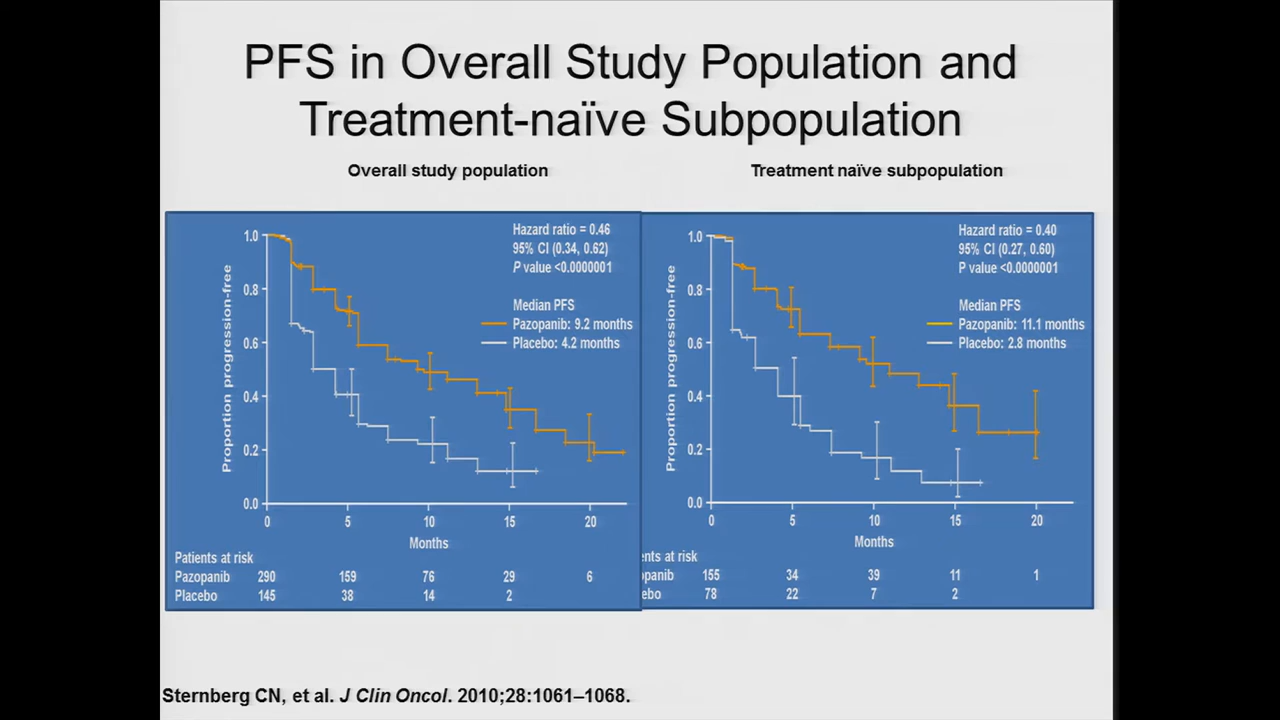 PFS in Overall Study Population and
Treatment-naïve Subpopulation
Overall study population
Hazard ratio = 0.46
95% CI (0.34, 0.62)
P value <0.0000001
Median PFS
Pazopanib: 9.2 months
Placebo: 4.2 months
Proportion progression-free
1.0
0.8
0.6
0.4
0.2
0.0
0 5 10 15 20
Months
Patients at risk
Pazopanib 290 159 76 29 6
Placebo 145 38 14 2
Treatment naïve subpopulation
Hazard ratio = 0.40
95% CI (0.27, 0.60)
P value <0.0000001
Median PFS
Pazopanib: 11.1 months
Placebo: 2.8 months
Proportion progression-free
1.0
0.8
0.6
0.4
0.2
0.0
0 5 10 15 20
Months
ents at risk
opanib 155 34 39 11 1
ebo 78 22 7 2
Sternberg CN, et al. J Clin Oncol. 2010;28:1061–1068.